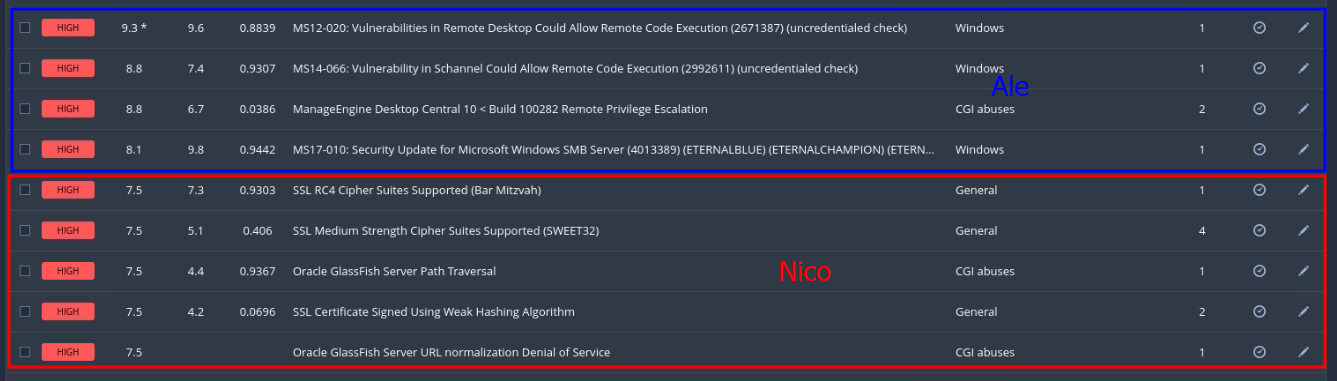 HIGH 9.3 * 9.6 0.8839 MS12-020: Vulnerabilities in Remote Desktop Could Allow Remote Code Execution (2671387) (uncredentialed check) Windows 1
HIGH 8.8 7.4 0.9307 MS14-066: Vulnerability in Schannel Could Allow Remote Code Execution (2992611) (uncredentialed check) Windows 1
Ale
HIGH 8.8 6.7 0.0386 ManageEngine Desktop Central 10 < Build 100282 Remote Privilege Escalation CGI abuses 2
HIGH 8.1 9.8 0.9442 MS17-010: Security Update for Microsoft Windows SMB Server (4013389) (ETERNALBLUE) (ETERNALCHAMPION) (ETERN... Windows 1
HIGH 7.5 7.3 0.9303 SSL RC4 Cipher Suites Supported (Bar Mitzvah) General 1
HIGH 7.5 5.1 0.406 SSL Medium Strength Cipher Suites Supported (SWEET32) General 4
HIGH 7.5 4.4 0.9367 Oracle GlassFish Server Path Traversal CGI abuses 1
Nico
HIGH 7.5 4.2 0.0696 SSL Certificate Signed Using Weak Hashing Algorithm General 2
HIGH 7.5 Oracle GlassFish Server URL normalization Denial of Service CGI abuses 1